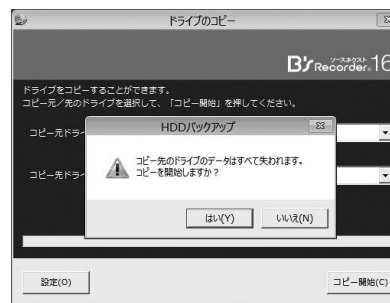 ドライブのコピー
B's Recorder 16
ソースネクスト
ドライブをコピーすることができます。
コピー元/先のドライブを選択して、「コピー開始」を押してください。
コピー元ドラ
HDDバックアップ
コピー先のドライブのデータはすべて失われます。
コピーを開始しますか？
コピー先ドラ
はい(Y)
いいえ(N)
設定(O)
コピー開始(C)